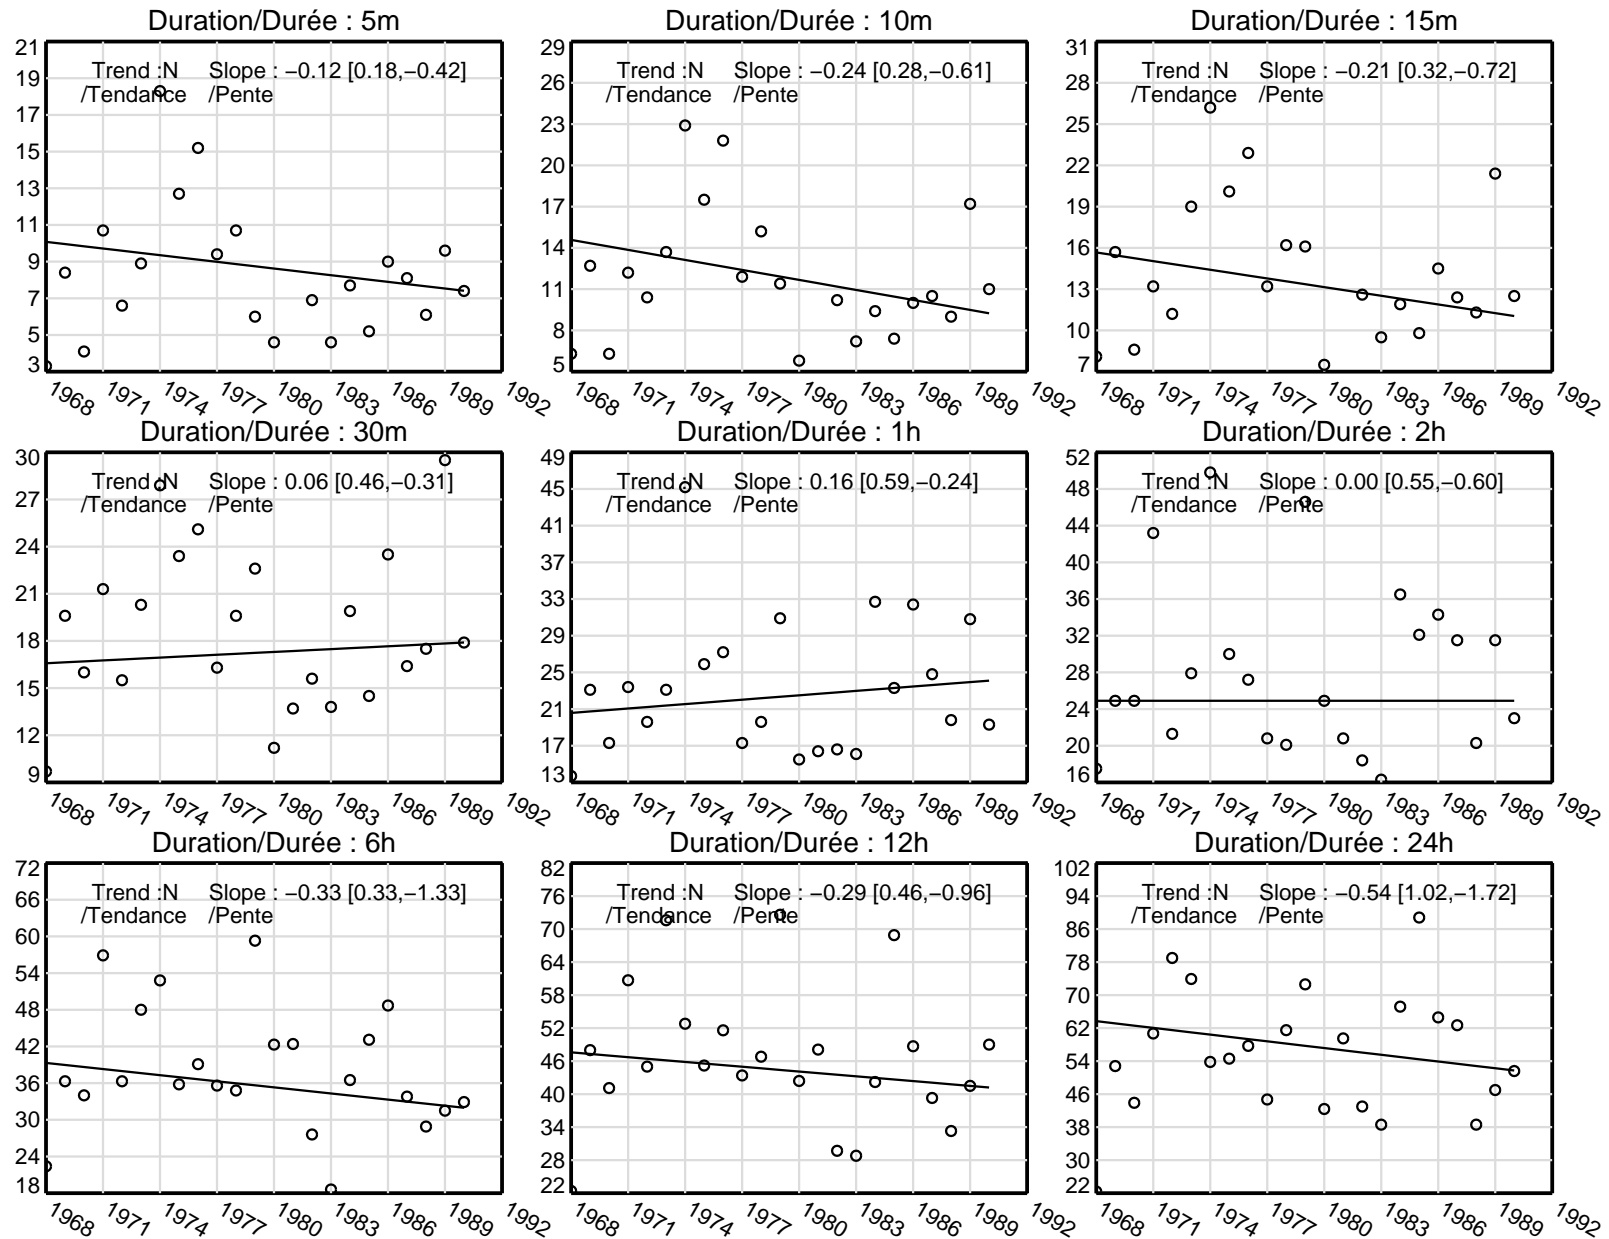 Duration/Durée : 5m
21
19
17
15
13
11
9
7
5
3
Trend :N Slope : −0.12 [0.18,−0.42]
/Tendance /Pente
1968 1971 1974 1977 1980 1983 1986 1989 1992
Duration/Durée : 10m
29
26
23
20
17
14
11
8
5
Trend :N Slope : −0.24 [0.28,−0.61]
/Tendance /Pente
1968 1971 1974 1977 1980 1983 1986 1989 1992
Duration/Durée : 15m
31
28
25
22
19
16
13
10
7
Trend :N Slope : −0.21 [0.32,−0.72]
/Tendance /Pente
1968 1971 1974 1977 1980 1983 1986 1989 1992
Duration/Durée : 30m
30
27
24
21
18
15
12
9
Trend :N Slope : 0.06 [0.46,−0.31]
/Tendance /Pente
1968 1971 1974 1977 1980 1983 1986 1989 1992
Duration/Durée : 1h
49
45
41
37
33
29
25
21
17
13
Trend :N Slope : 0.16 [0.59,−0.24]
/Tendance /Pente
1968 1971 1974 1977 1980 1983 1986 1989 1992
Duration/Durée : 2h
52
48
44
40
36
32
28
24
20
16
Trend :N Slope : 0.00 [0.55,−0.60]
/Tendance /Pente
1968 1971 1974 1977 1980 1983 1986 1989 1992
Duration/Durée : 6h
72
66
60
54
48
42
36
30
24
18
Trend :N Slope : −0.33 [0.33,−1.33]
/Tendance /Pente
1968 1971 1974 1977 1980 1983 1986 1989 1992
Duration/Durée : 12h
82
76
70
64
58
52
46
40
34
28
22
Trend :N Slope : −0.29 [0.46,−0.96]
/Tendance /Pente
1968 1971 1974 1977 1980 1983 1986 1989 1992
Duration/Durée : 24h
102
94
86
78
70
62
54
46
38
30
22
Trend :N Slope : −0.54 [1.02,−1.72]
/Tendance /Pente
1968 1971 1974 1977 1980 1983 1986 1989 1992